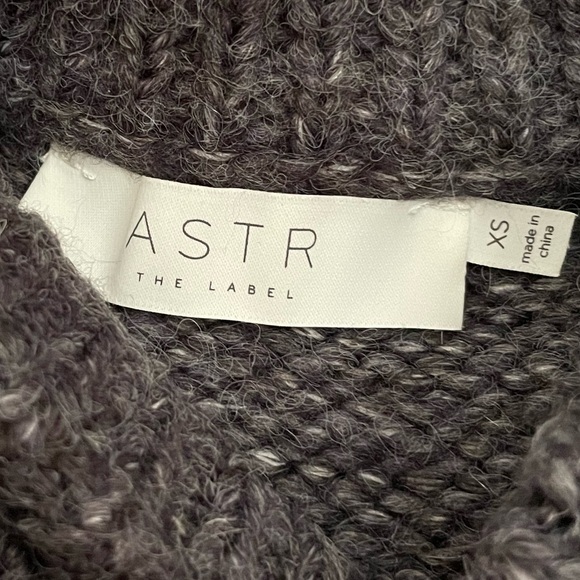 ASTR
THE LABEL
XS
made in
china